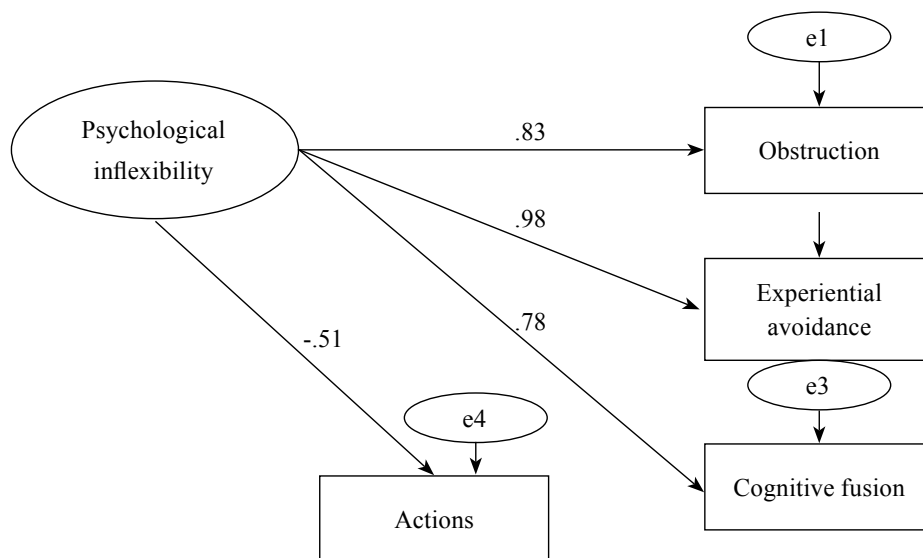 e1
Psychological
inflexibility
.83
Obstruction
.98
Experiential
avoidance
.78
-.51
e3
e4
Cognitive fusion
Actions